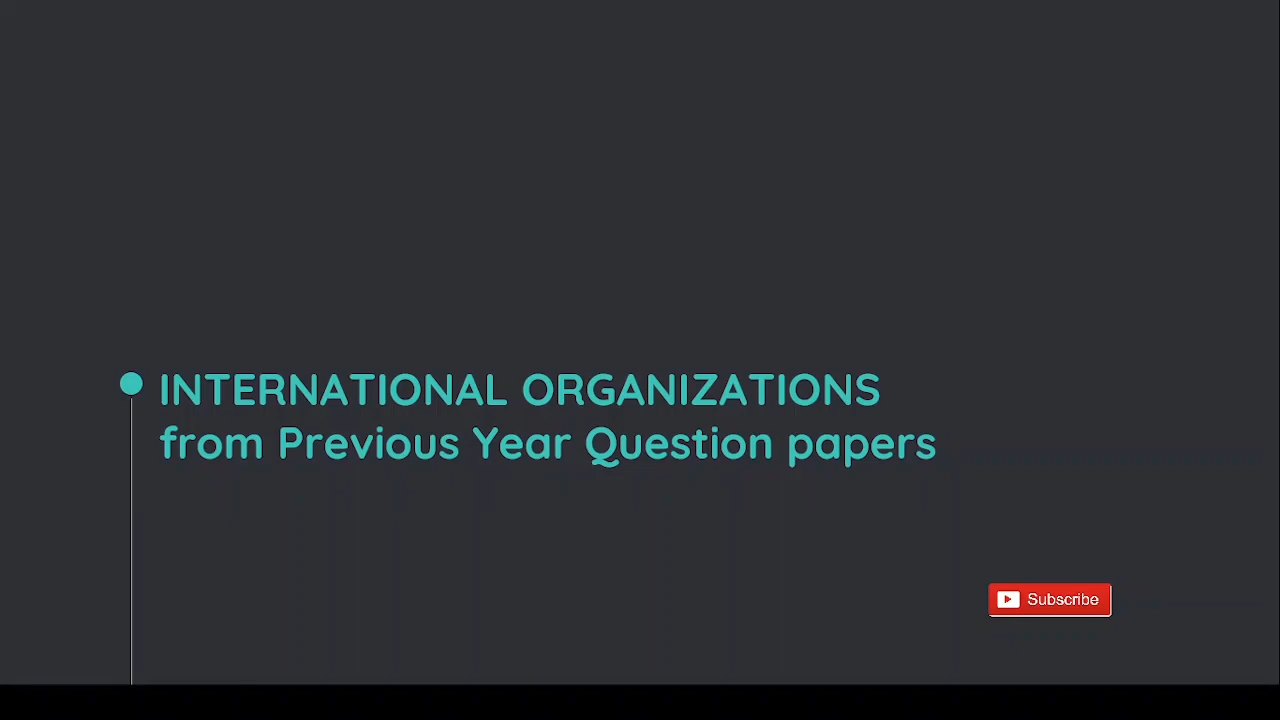 INTERNATIONAL ORGANIZATIONS
from Previous Year Question papers
Subscribe